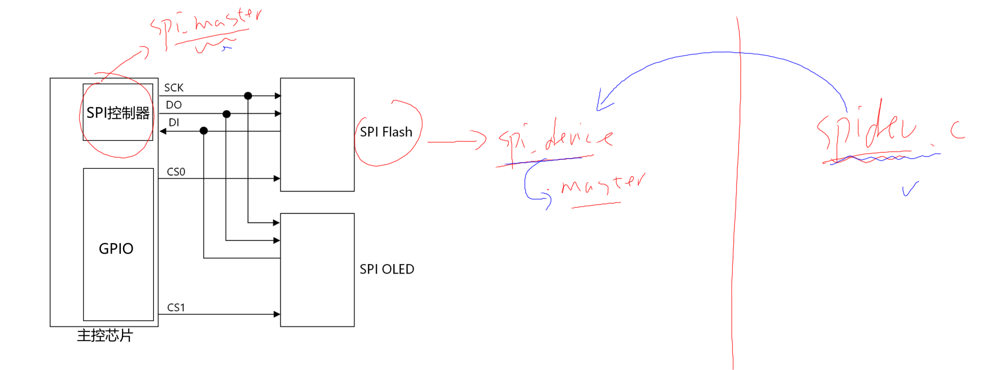 spi_master
SCK
SPI控制器
DO
DI
SPI Flash
spi_device
spidev.c
master
CS0
GPIO
SPI OLED
CS1
主控芯片